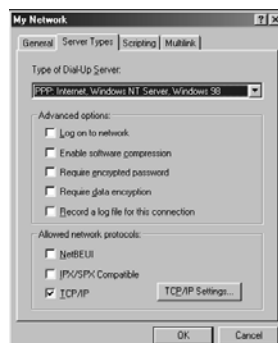 My Network
General Server Types Scripting Multilink
Type of Dial-Up Server:
PPP: Internet, Windows NT Server, Windows 98
Advanced options:
Log on to network
Enable software compression
Require encrypted password
Require data encryption
Record a log file for this connection
Allowed network protocols:
NetBEUI
IPX/SPX Compatible
TCP/IP
TCP/IP Settings...
OK Cancel